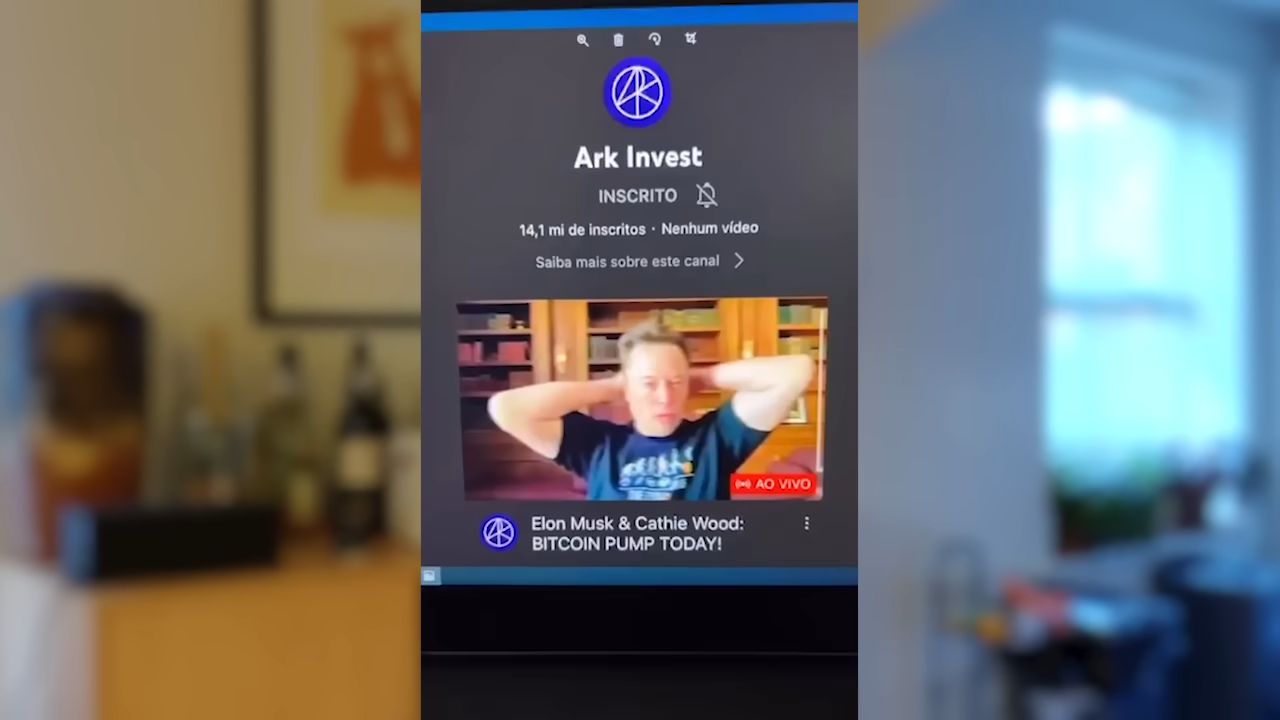 Ark Invest
INSCRITO
14,1 mi de inscritos · Nenhum vídeo
Saiba mais sobre este canal
AO VIVO
Elon Musk & Cathie Wood:
BITCOIN PUMP TODAY!